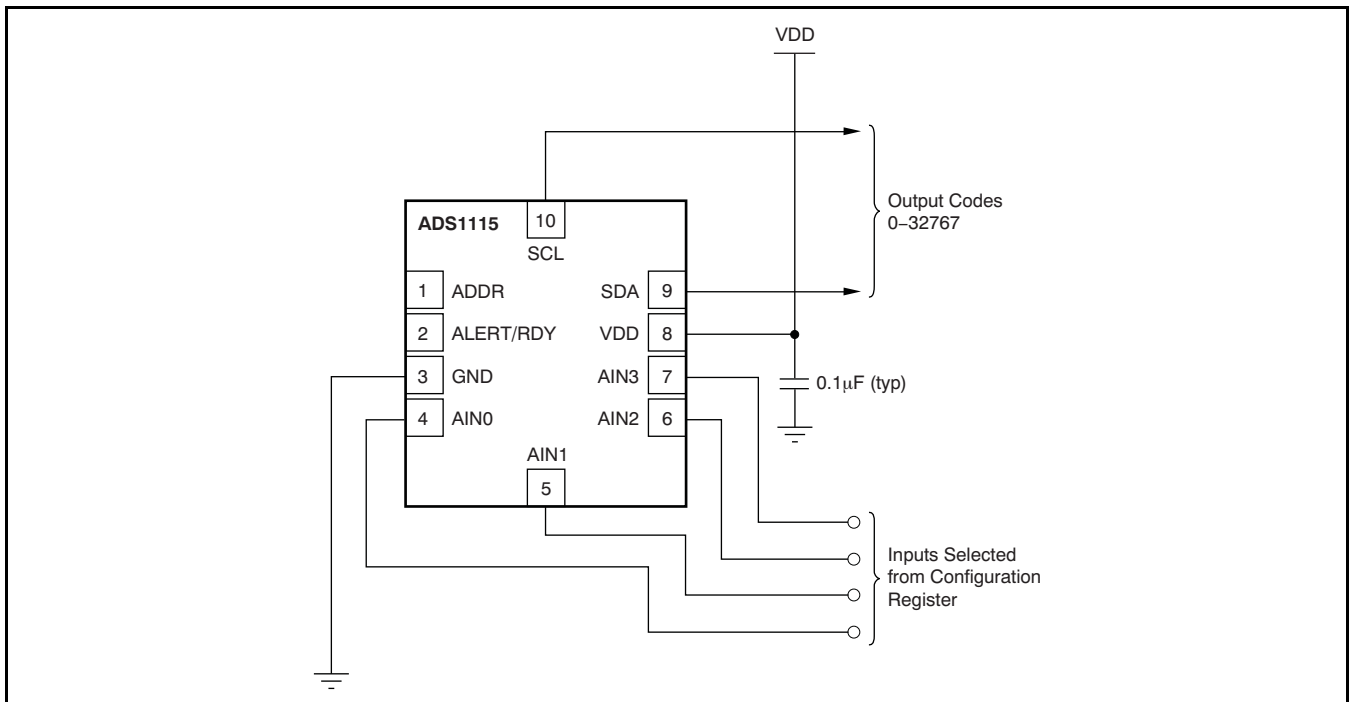 VDD
Output Codes
0–32767
ADS1115
10
SCL
1 ADDR
SDA 9
2 ALERT/RDY
VDD 8
3 GND
AIN3 7
0.1μF (typ)
4 AIN0
AIN2 6
AIN1
5
Inputs Selected
from Configuration
Register